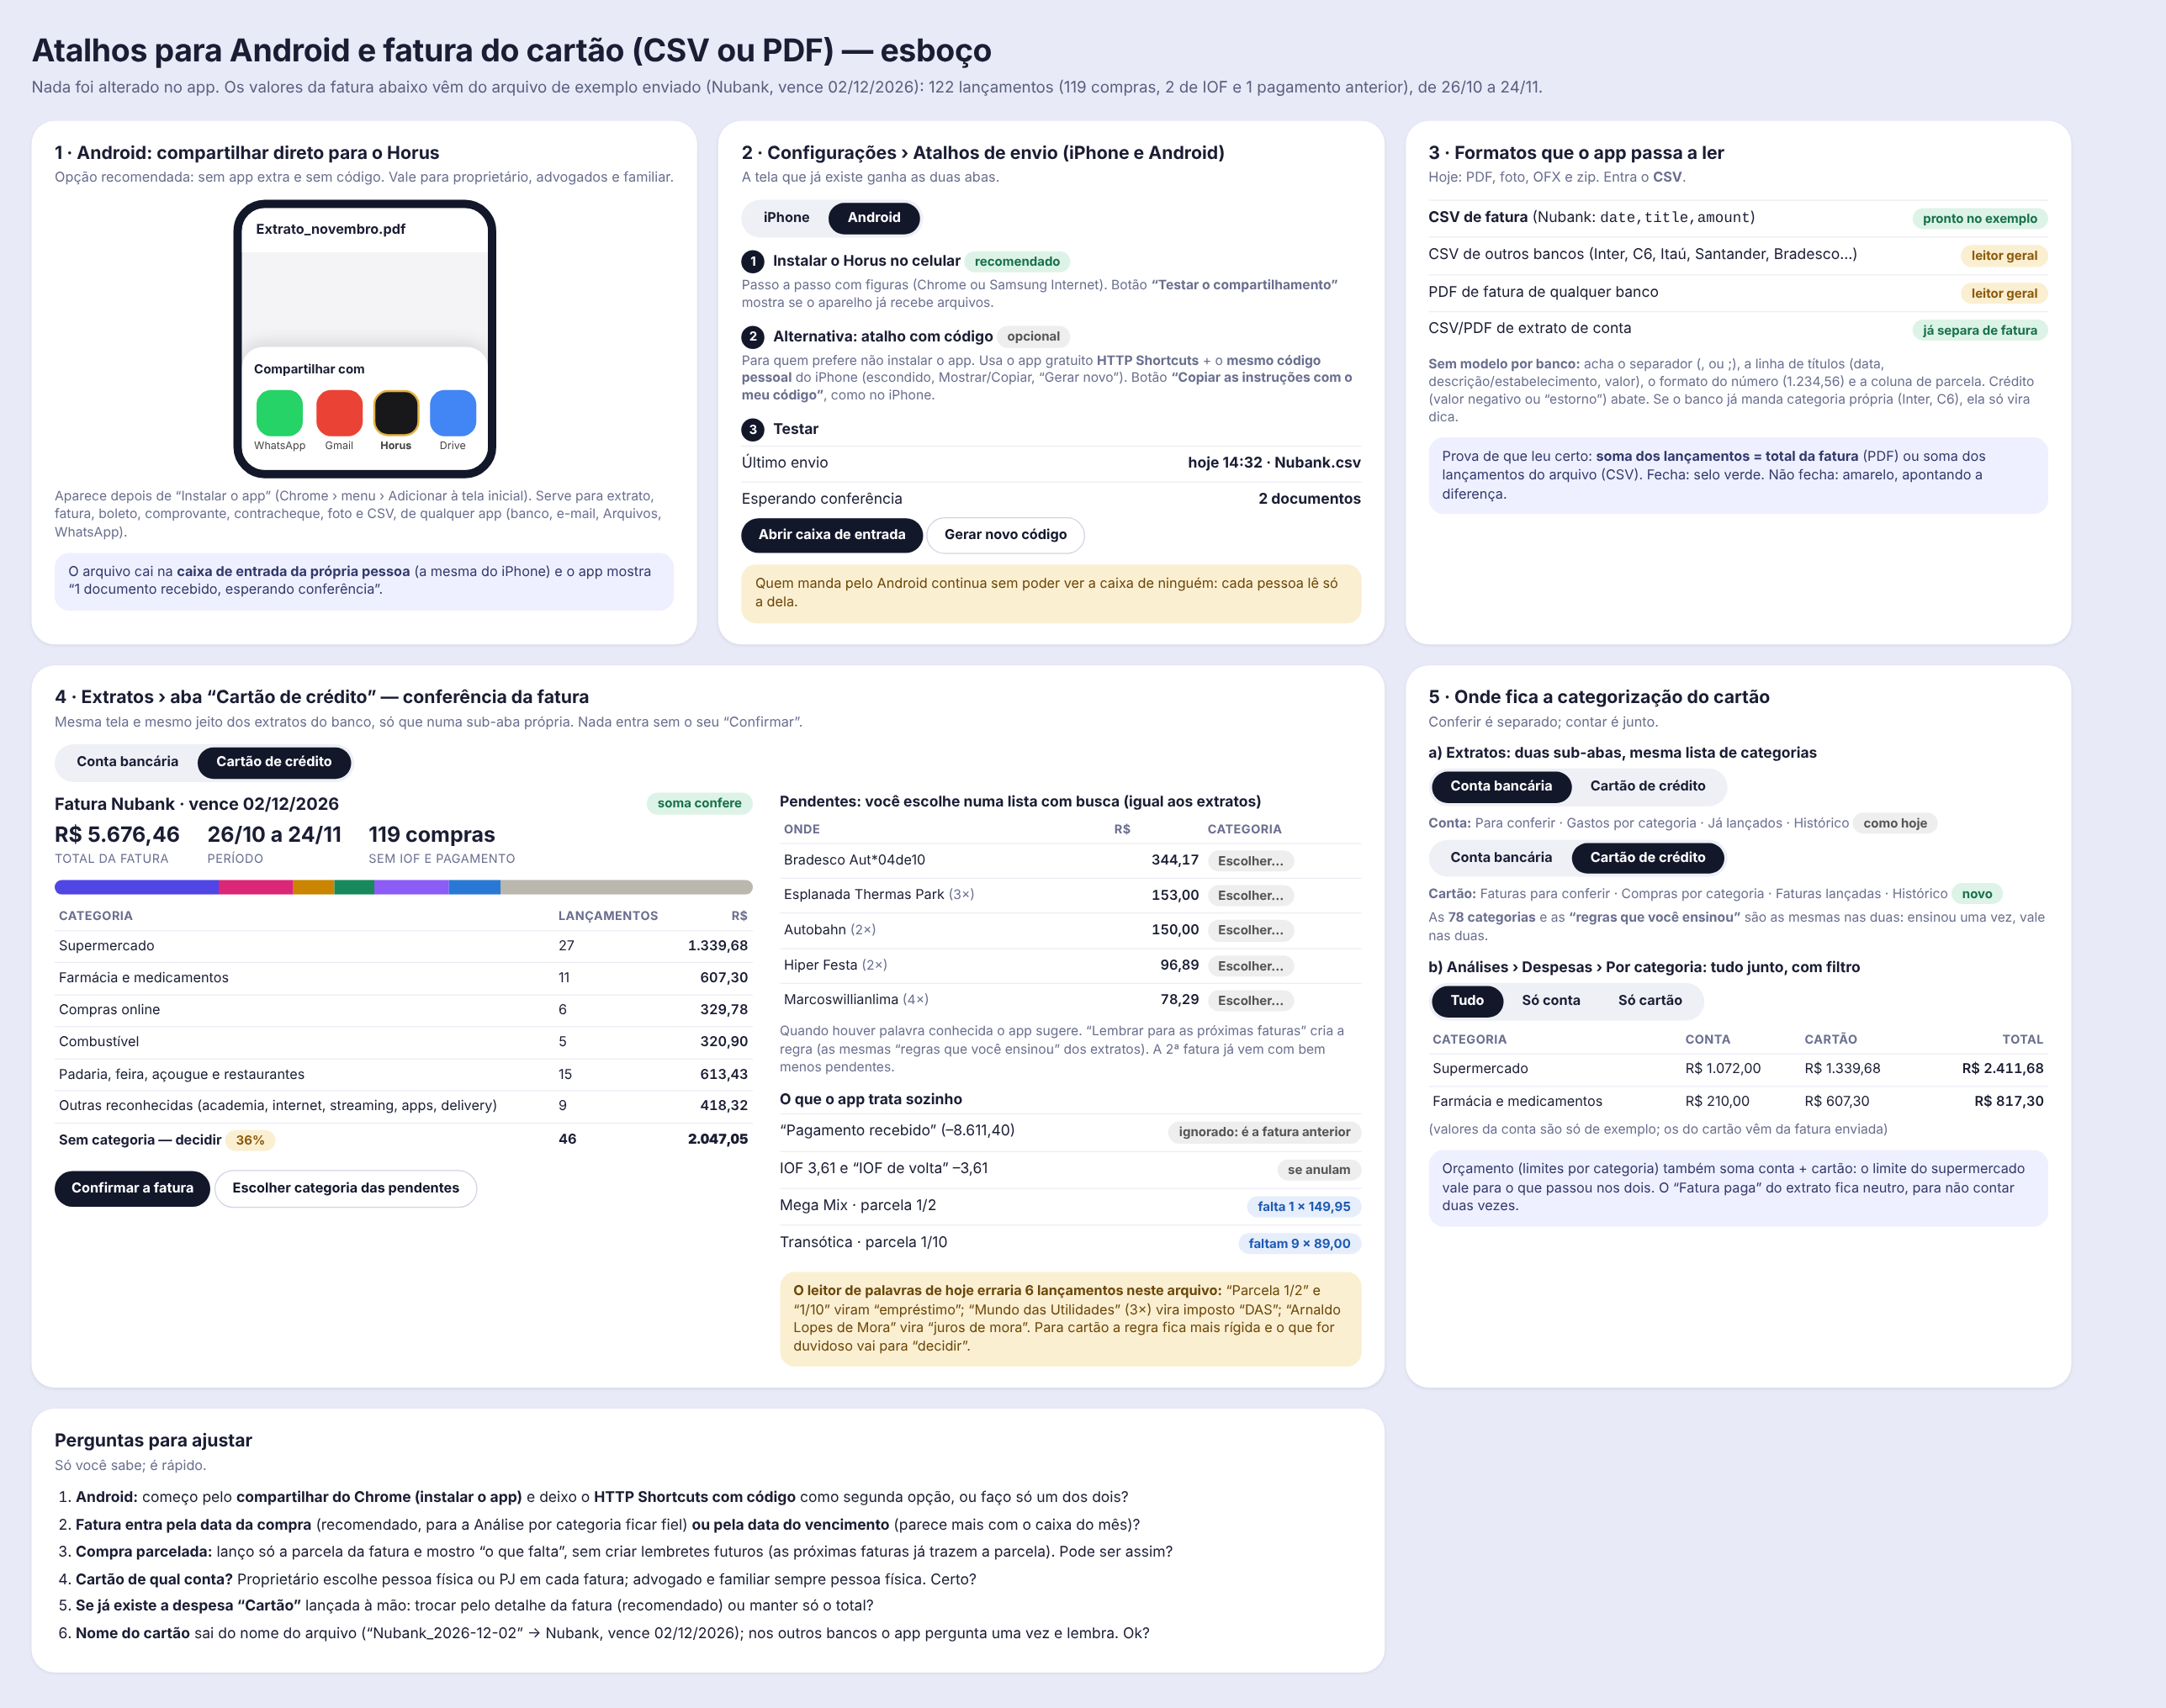 Atalhos para Android e fatura do cartão (CSV ou PDF) — esboço
Nada foi alterado no app. Os valores da fatura abaixo vêm do arquivo de exemplo enviado (Nubank, vence 02/12/2026): 122 lançamentos (119 compras, 2 de IOF e 1 pagamento anterior), de 26/10 a 24/11.
1 · Android: compartilhar direto para o Horus
Opção recomendada: sem app extra e sem código. Vale para proprietário, advogados e familiar.
Extrato_novembro.pdf
Compartilhar com
WhatsApp Gmail Horus Drive
Aparece depois de “Instalar o app” (Chrome › menu › Adicionar à tela inicial). Serve para extrato,
fatura, boleto, comprovante, contracheque, foto e CSV, de qualquer app (banco, e-mail, Arquivos,
WhatsApp).
O arquivo cai na caixa de entrada da própria pessoa (a mesma do iPhone) e o app mostra
“1 documento recebido, esperando conferência”.
2 · Configurações › Atalhos de envio (iPhone e Android)
A tela que já existe ganha as duas abas.
iPhone Android
1 Instalar o Horus no celular recomendado
Passo a passo com figuras (Chrome ou Samsung Internet). Botão “Testar o compartilhamento”
mostra se o aparelho já recebe arquivos.
2 Alternativa: atalho com código opcional
Para quem prefere não instalar o app. Usa o app gratuito HTTP Shortcuts + o mesmo código
pessoal do iPhone (escondido, Mostrar/Copiar, “Gerar novo”). Botão “Copiar as instruções com o
meu código”, como no iPhone.
3 Testar
Último envio hoje 14:32 · Nubank.csv
Esperando conferência 2 documentos
Abrir caixa de entrada Gerar novo código
Quem manda pelo Android continua sem poder ver a caixa de ninguém: cada pessoa lê só
a dela.
3 · Formatos que o app passa a ler
Hoje: PDF, foto, OFX e zip. Entra o CSV.
CSV de fatura (Nubank: date,title,amount) pronto no exemplo
CSV de outros bancos (Inter, C6, Itaú, Santander, Bradesco…) leitor geral
PDF de fatura de qualquer banco leitor geral
CSV/PDF de extrato de conta já separa de fatura
Sem modelo por banco: acha o separador (, ou ;), a linha de títulos (data,
descrição/estabelecimento, valor), o formato do número (1.234,56) e a coluna de parcela. Crédito
(valor negativo ou “estorno”) abate. Se o banco já manda categoria própria (Inter, C6), ela só vira
dica.
Prova de que leu certo: soma dos lançamentos = total da fatura (PDF) ou soma dos
lançamentos do arquivo (CSV). Fecha: selo verde. Não fecha: amarelo, apontando a
diferença.
4 · Extratos › aba “Cartão de crédito” — conferência da fatura
Mesma tela e mesmo jeito dos extratos do banco, só que numa sub-aba própria. Nada entra sem o seu “Confirmar”.
Conta bancária Cartão de crédito
Fatura Nubank · vence 02/12/2026 soma confere
R$ 5.676,46 26/10 a 24/11 119 compras
TOTAL DA FATURA PERÍODO SEM IOF E PAGAMENTO
CATEGORIA LANÇAMENTOS R$
Supermercado 27 1.339,68
Farmácia e medicamentos 11 607,30
Compras online 6 329,78
Combustível 5 320,90
Padaria, feira, açougue e restaurantes 15 613,43
Outras reconhecidas (academia, internet, streaming, apps, delivery) 9 418,32
Sem categoria — decidir 36% 46 2.047,05
Confirmar a fatura Escolher categoria das pendentes
Pendentes: você escolhe numa lista com busca (igual aos extratos)
ONDE R$ CATEGORIA
Bradesco Aut*04de10 344,17 Escolher…
Esplanada Thermas Park (3×) 153,00 Escolher…
Autobahn (2×) 150,00 Escolher…
Hiper Festa (2×) 96,89 Escolher…
Marcoswillianlima (4×) 78,29 Escolher…
Quando houver palavra conhecida o app sugere. “Lembrar para as próximas faturas” cria a
regra (as mesmas “regras que você ensinou” dos extratos). A 2ª fatura já vem com bem
menos pendentes.
O que o app trata sozinho
“Pagamento recebido” (–8.611,40) ignorado: é a fatura anterior
IOF 3,61 e “IOF de volta” –3,61 se anulam
Mega Mix · parcela 1/2 falta 1 × 149,95
Transótica · parcela 1/10 faltam 9 × 89,00
O leitor de palavras de hoje erraria 6 lançamentos neste arquivo: “Parcela 1/2” e
“1/10” viram “empréstimo”; “Mundo das Utilidades” (3×) vira imposto “DAS”; “Arnaldo
Lopes de Mora” vira “juros de mora”. Para cartão a regra fica mais rígida e o que for
duvidoso vai para “decidir”.
5 · Onde fica a categorização do cartão
Conferir é separado; contar é junto.
a) Extratos: duas sub-abas, mesma lista de categorias
Conta bancária Cartão de crédito
Conta: Para conferir · Gastos por categoria · Já lançados · Histórico como hoje
Conta bancária Cartão de crédito
Cartão: Faturas para conferir · Compras por categoria · Faturas lançadas · Histórico novo
As 78 categorias e as “regras que você ensinou” são as mesmas nas duas: ensinou uma vez, vale
nas duas.
b) Análises › Despesas › Por categoria: tudo junto, com filtro
Tudo Só conta Só cartão
CATEGORIA CONTA CARTÃO TOTAL
Supermercado R$ 1.072,00 R$ 1.339,68 R$ 2.411,68
Farmácia e medicamentos R$ 210,00 R$ 607,30 R$ 817,30
(valores da conta são só de exemplo; os do cartão vêm da fatura enviada)
Orçamento (limites por categoria) também soma conta + cartão: o limite do supermercado
vale para o que passou nos dois. O “Fatura paga” do extrato fica neutro, para não contar
duas vezes.
Perguntas para ajustar
Só você sabe; é rápido.
1. Android: começo pelo compartilhar do Chrome (instalar o app) e deixo o HTTP Shortcuts com código como segunda opção, ou faço só um dos dois?
2. Fatura entra pela data da compra (recomendado, para a Análise por categoria ficar fiel) ou pela data do vencimento (parece mais com o caixa do mês)?
3. Compra parcelada: lanço só a parcela da fatura e mostro “o que falta”, sem criar lembretes futuros (as próximas faturas já trazem a parcela). Pode ser assim?
4. Cartão de qual conta? Proprietário escolhe pessoa física ou PJ em cada fatura; advogado e familiar sempre pessoa física. Certo?
5. Se já existe a despesa “Cartão” lançada à mão: trocar pelo detalhe da fatura (recomendado) ou manter só o total?
6. Nome do cartão sai do nome do arquivo (“Nubank_2026-12-02” → Nubank, vence 02/12/2026); nos outros bancos o app pergunta uma vez e lembra. Ok?